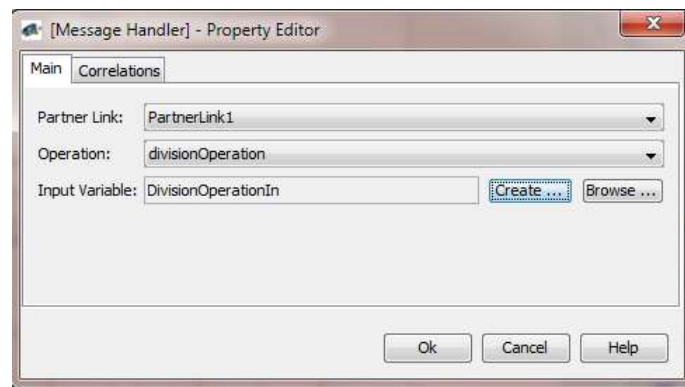 [Message Handler] - Property Editor
Main Correlations
Partner Link: PartnerLink1
Operation: divisionOperation
Input Variable: DivisionOperationIn Create ... Browse ...
Ok Cancel Help